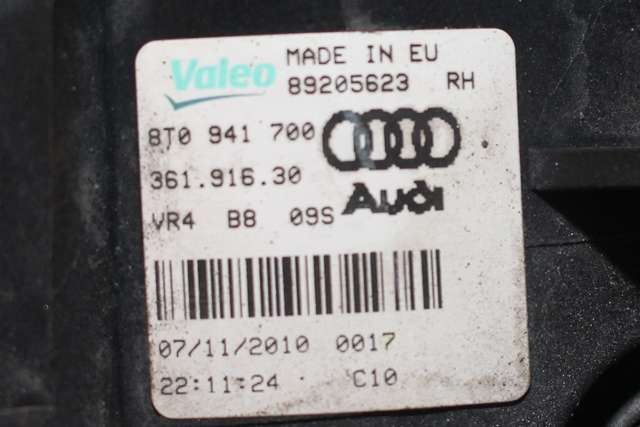 Valeo MADE IN EU
89205623 RH
8T0 941 700
361.916.30 Audi
VR4 B8 09S
07/11/2010 0017
22:11:24 C10